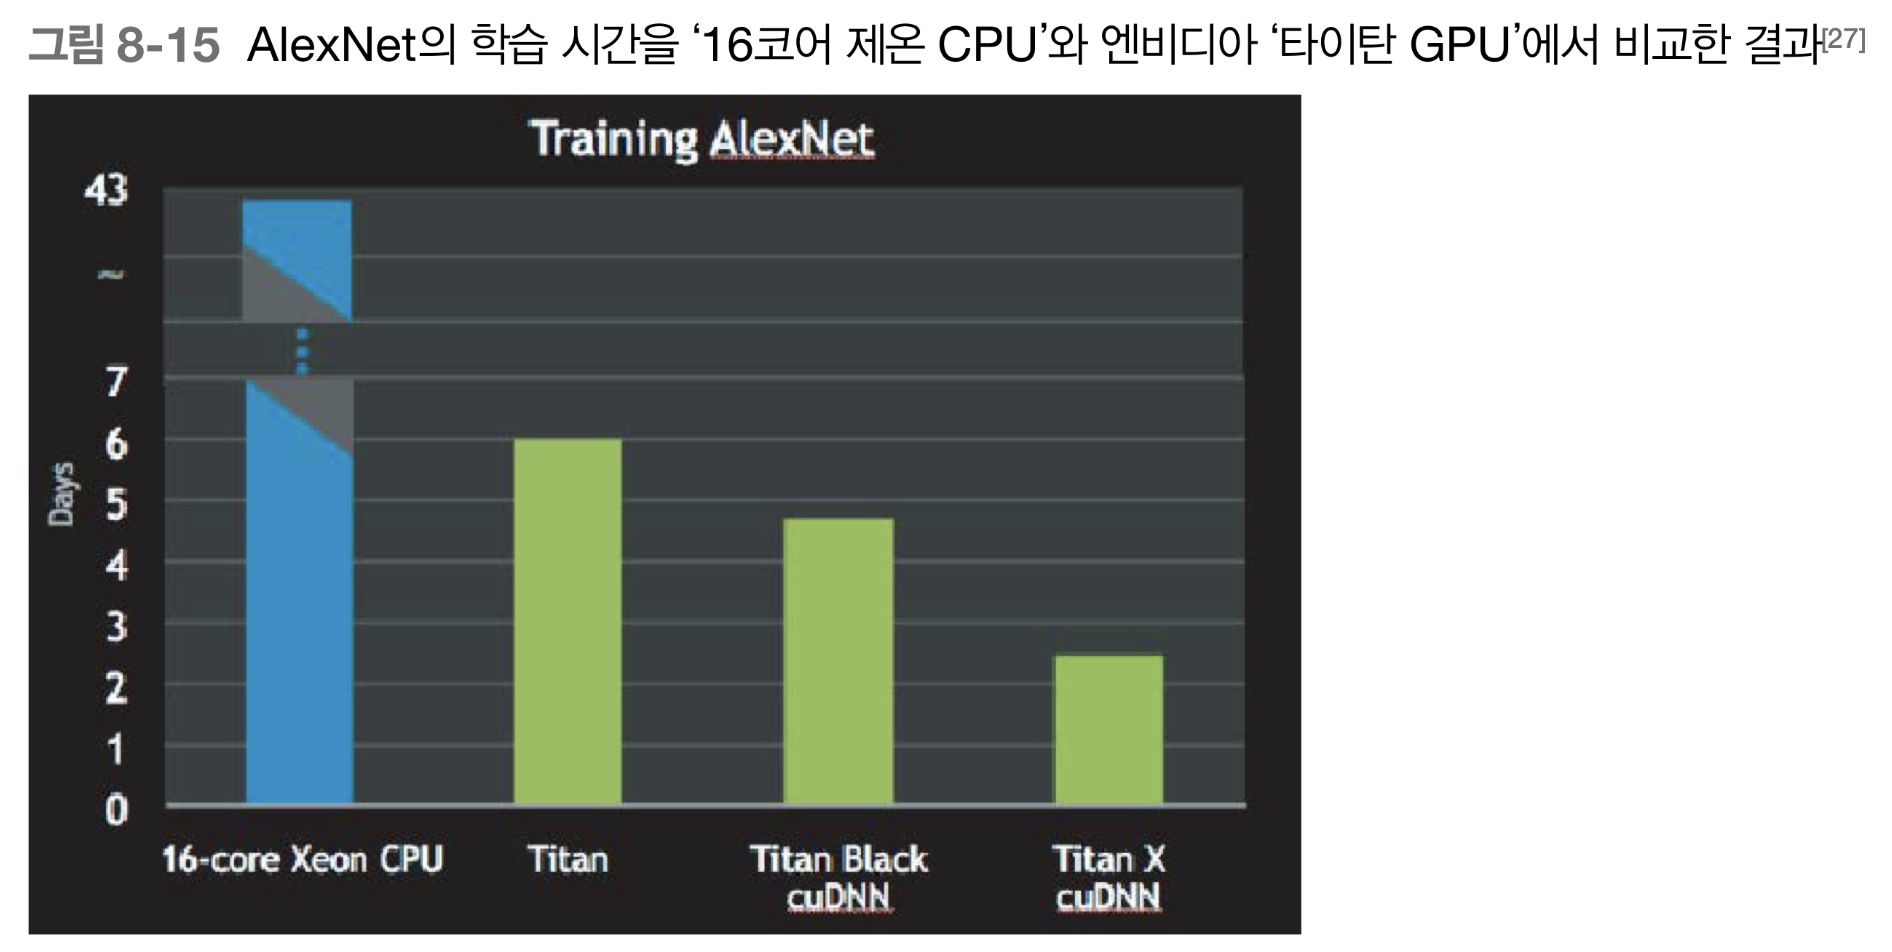 그림 8-15 AlexNet의 학습 시간을 ‘16코어 제온 CPU’와 엔비디아 ‘타이탄 GPU’에서 비교한 결과[27]
Training AlexNet
43
~
7
6
5
4
3
2
1
0
Days
16-core Xeon CPU
Titan
Titan Black
cuDNN
Titan X
cuDNN